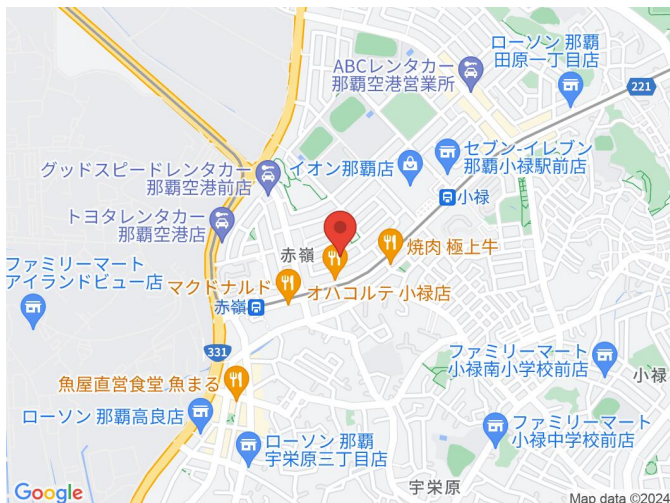 ローソン 那覇
田原一丁目店
ABCレンタカー
那覇空港営業所
221
グッドスピードレンタカー
那覇空港前店
イオン那覇店
セブン-イレブン
那覇小禄駅前店
小禄
トヨタレンタカー
那覇空港店
赤嶺
焼肉 極上牛
ファミリーマート
アイランドビュー店
マクドナルド
オハコルテ 小禄店
赤嶺
331
ファミリーマート
小禄南小学校前店
小禄
魚屋直営食堂 魚まる
ローソン 那覇高良店
ファミリーマート
小禄中学校前店
ローソン 那覇
宇栄原三丁目店
宇栄原
Google
Map data ©2024